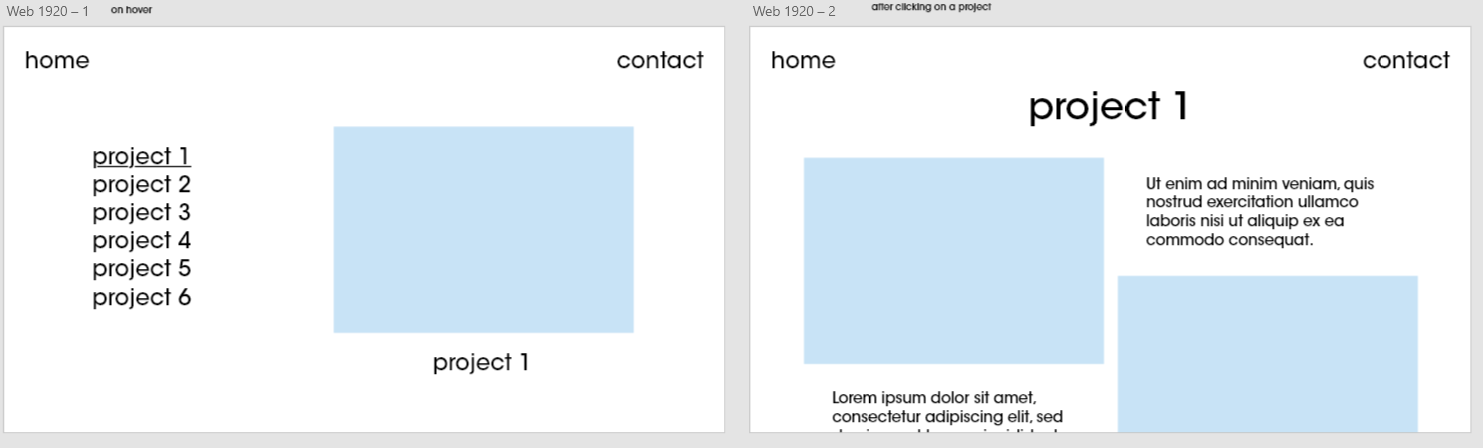 Web 1920 – 1
on hover
home
contact
project 1
project 2
project 3
project 4
project 5
project 6
project 1
Web 1920 – 2
after clicking on a project
home
contact
project 1
Ut enim ad minim veniam, quis
nostrud exercitation ullamco
laboris nisi ut aliquip ex ea
commodo consequat.
Lorem ipsum dolor sit amet,
consectetur adipiscing elit, sed